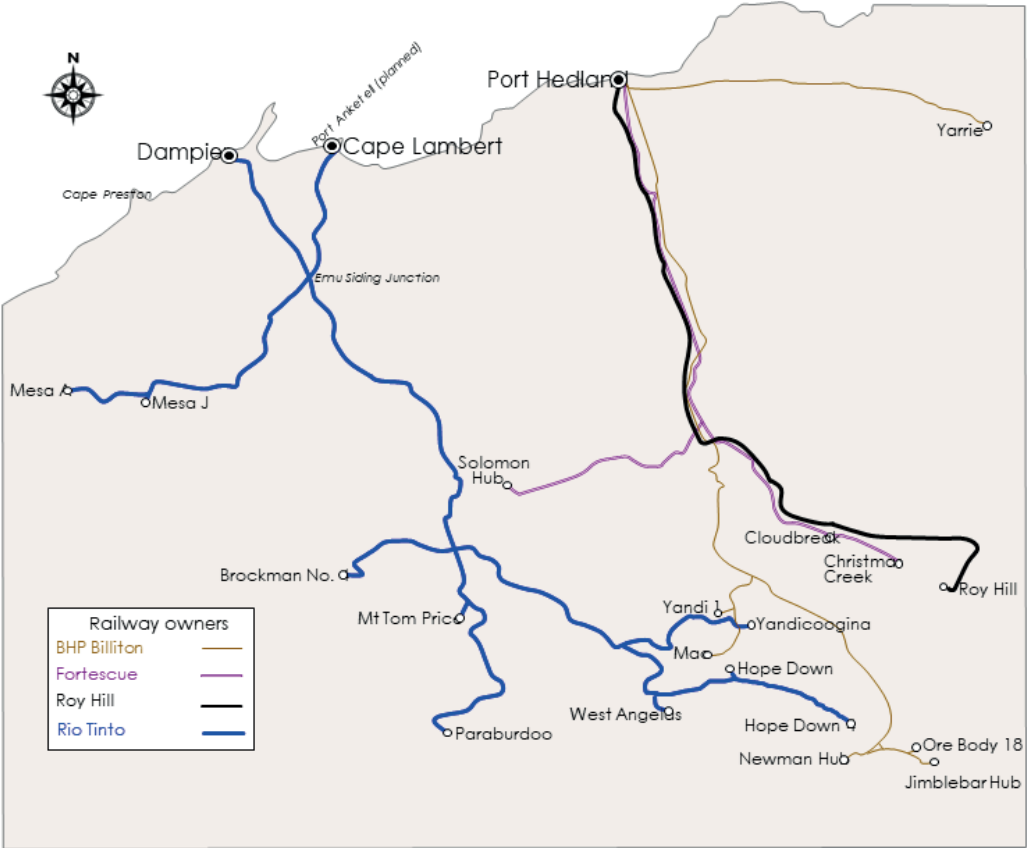 N
Port Hedland
Port Anketell (planned)
Yarrie
Dampier
Cape Lambert
Cape Preston
Emu Siding Junction
Mesa A
Mesa J
Solomon
Hub
Cloudbreak
Christmas
Creek
Brockman No.
Roy Hill
Mt Tom Price
Yandi 1
Yandicoogina
Mac
Hope Down
West Angelas
Hope Down 4
Paraburdoo
Newman Hub
Ore Body 18
Jimblebar Hub
Railway owners
BHP Billiton
Fortescue
Roy Hill
Rio Tinto